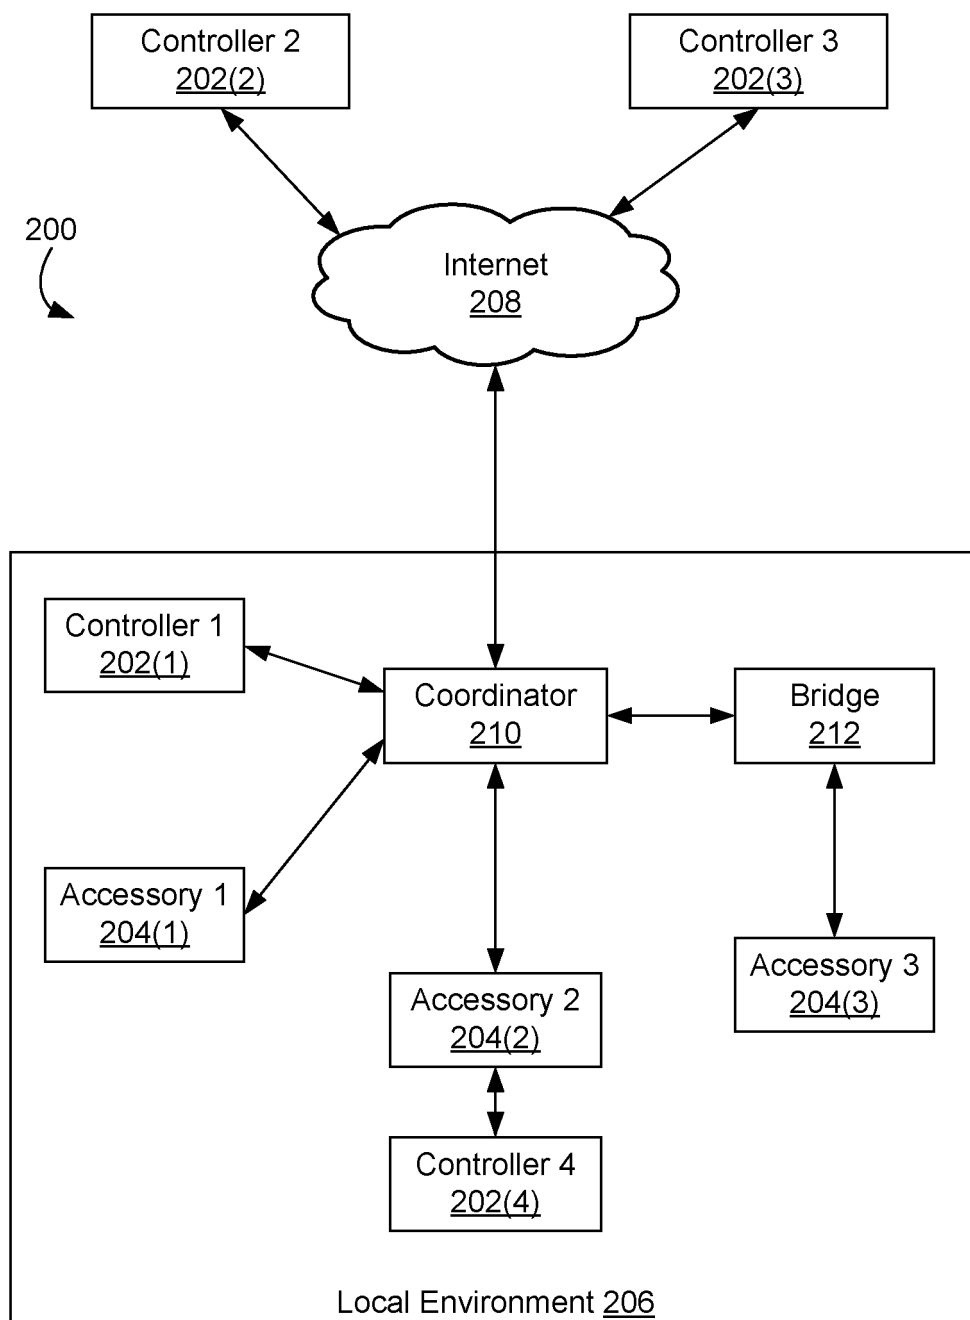 Controller 2
202(2)
Controller 3
202(3)
200
Internet
208
Controller 1
202(1)
Coordinator
210
Bridge
212
Accessory 1
204(1)
Accessory 2
204(2)
Accessory 3
204(3)
Controller 4
202(4)
Local Environment 206